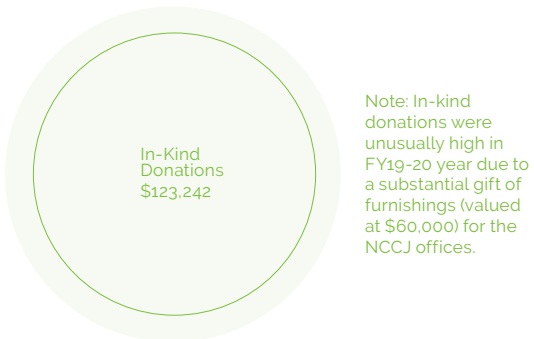 In-Kind
Donations
$123,242
Note: In-kind
donations were
unusually high in
FY19-20 year due to
a substantial gift of
furnishings (valued
at $60,000) for the
NCCJ offices.